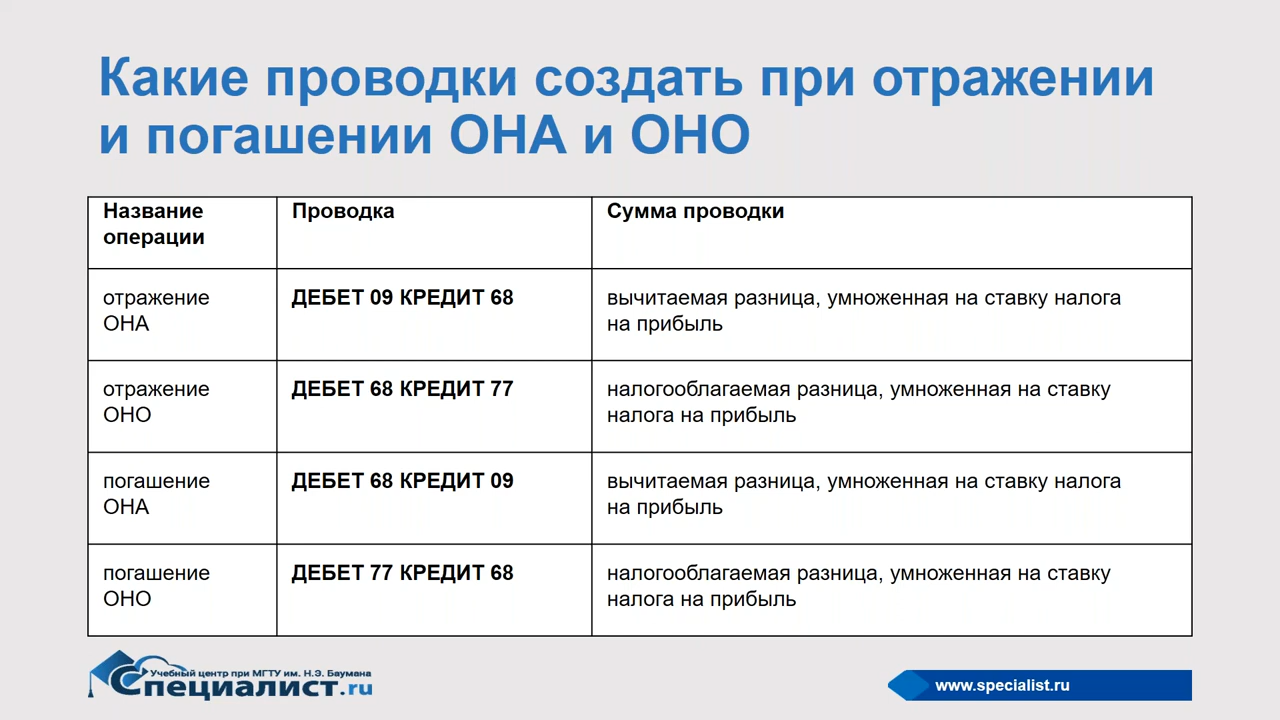 Какие проводки создать при отражении
и погашении ОНА и ОНО
Название
операции
Проводка
Сумма проводки
отражение
ОНА
ДЕБЕТ 09 КРЕДИТ 68
вычитаемая разница, умноженная на ставку налога
на прибыль
отражение
ОНО
ДЕБЕТ 68 КРЕДИТ 77
налогооблагаемая разница, умноженная на ставку
налога на прибыль
погашение
ОНА
ДЕБЕТ 68 КРЕДИТ 09
вычитаемая разница, умноженная на ставку налога
на прибыль
погашение
ОНО
ДЕБЕТ 77 КРЕДИТ 68
налогооблагаемая разница, умноженная на ставку
налога на прибыль
Учебный центр при МГТУ им. Н.Э. Баумана
Специалист.ru
www.specialist.ru